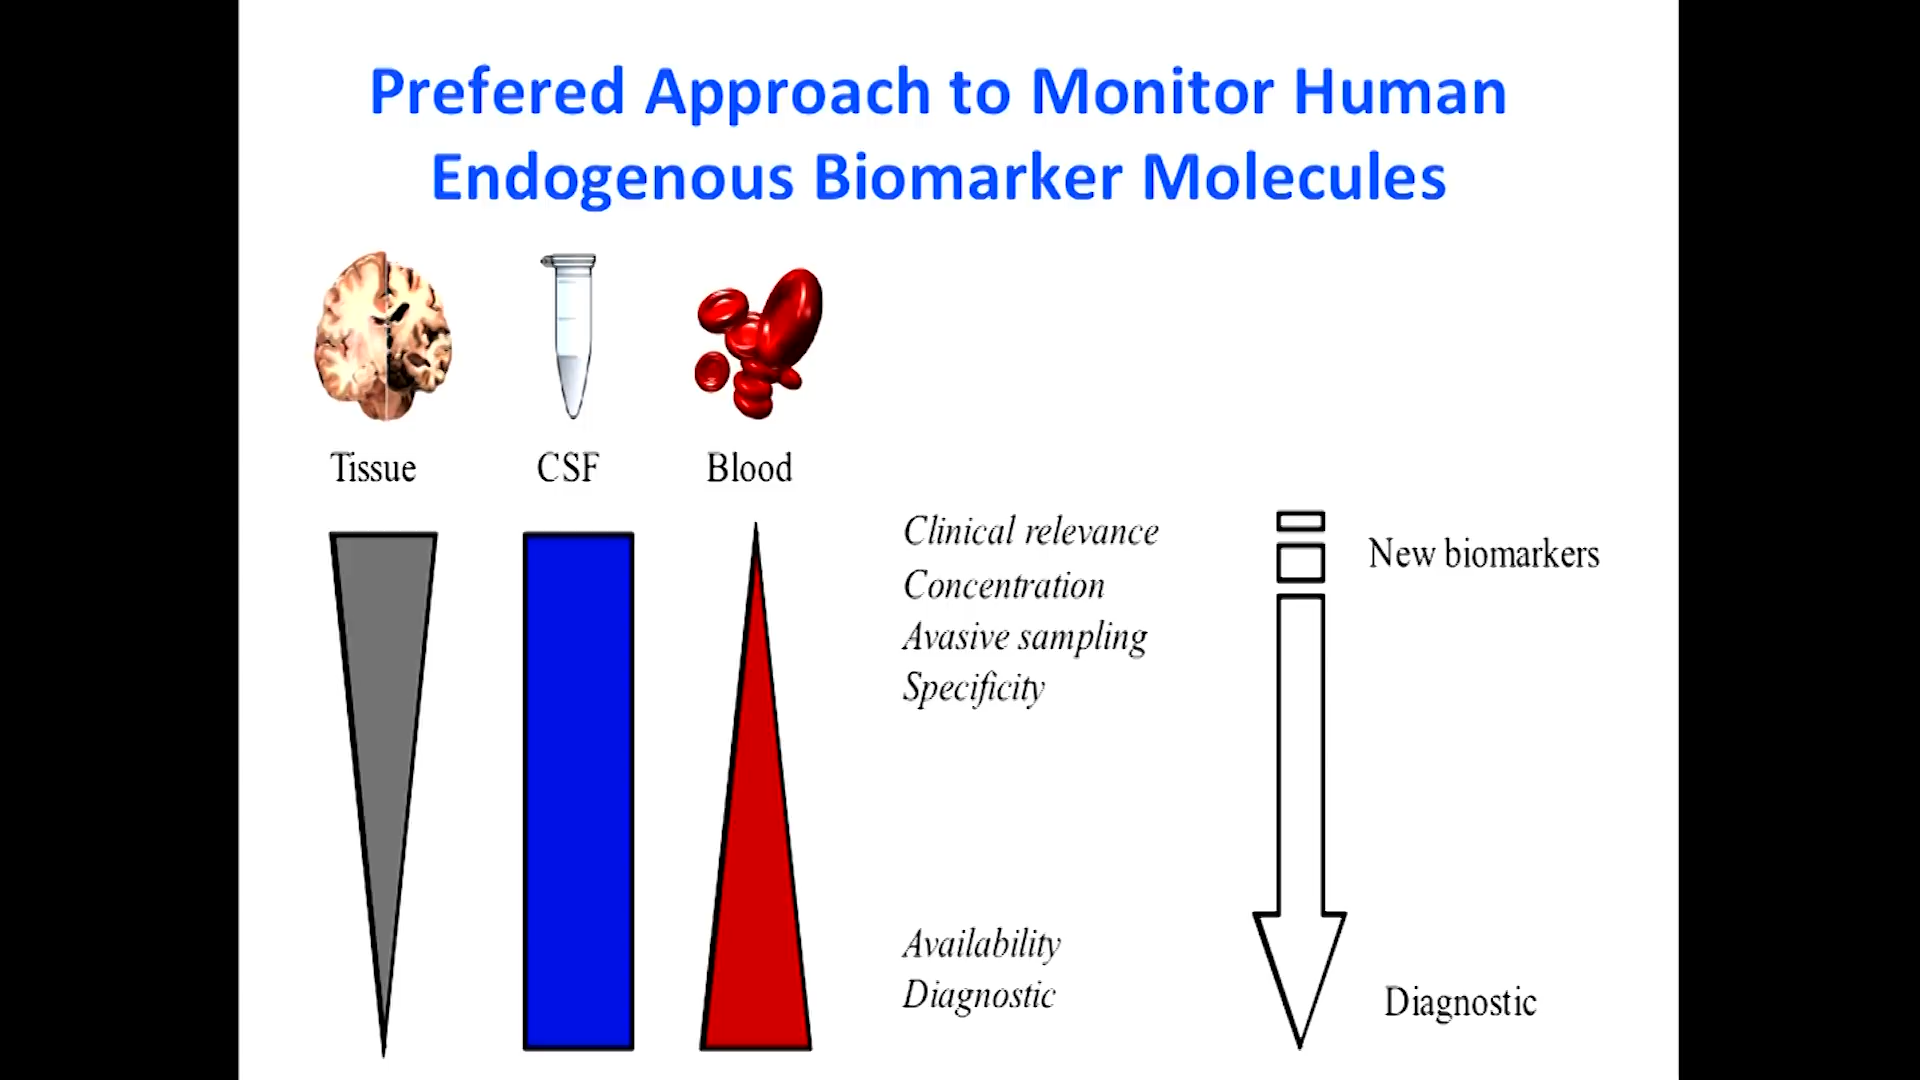 Prefered Approach to Monitor Human
Endogenous Biomarker Molecules
Tissue
CSF
Blood
Clinical relevance
Concentration
Avasive sampling
Specificity
Availability
Diagnostic
New biomarkers
Diagnostic